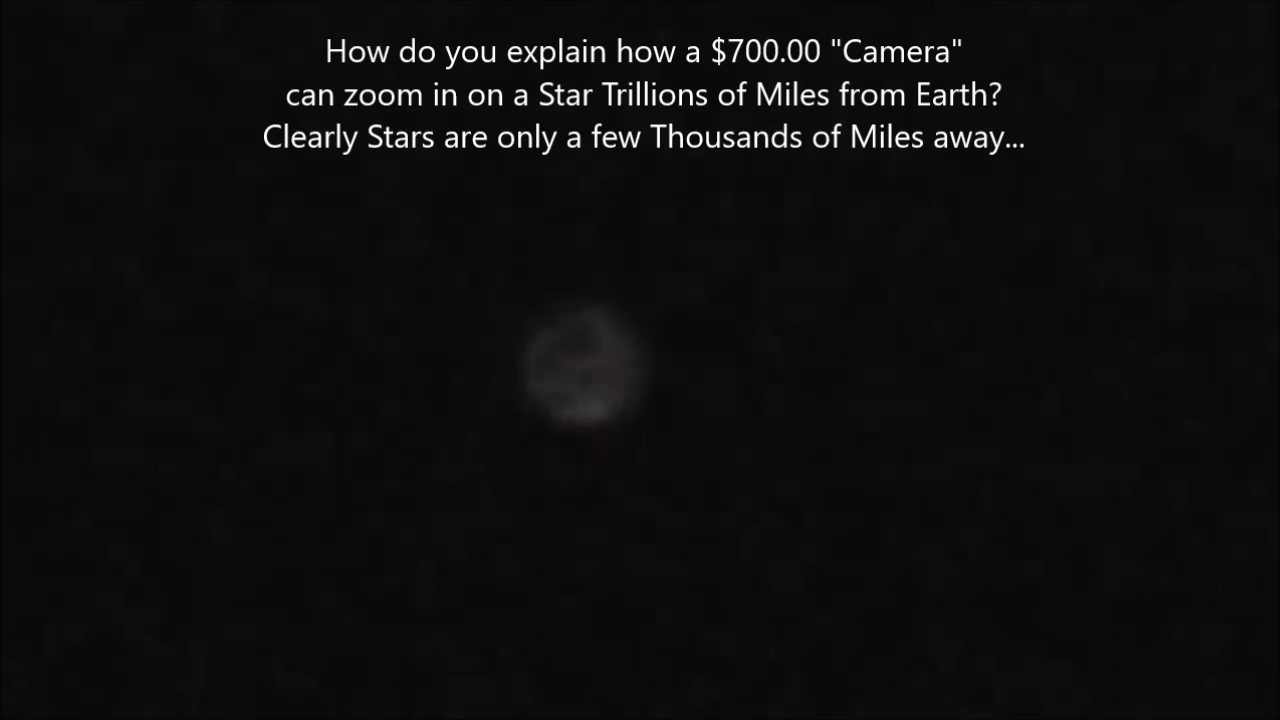 How do you explain how a $700.00 "Camera"
can zoom in on a Star Trillions of Miles from Earth?
Clearly Stars are only a few Thousands of Miles away...